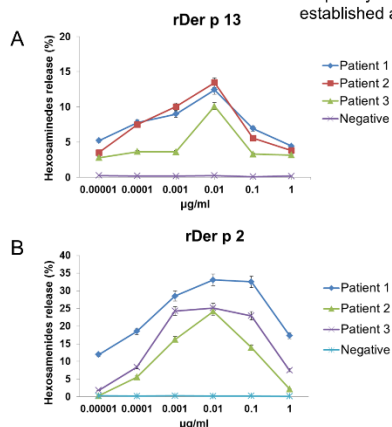 established a
rDer p 13
A
Hexosaminedes release (%)
20
15
10
5
0
0.00001 0.0001 0.001 0.01 0.1 1
µg/ml
Patient 1
Patient 2
Patient 3
Negative
rDer p 2
B
Hexosamenides release (%)
40
35
30
25
20
15
10
5
0
0.00001 0.0001 0.001 0.01 0.1 1
µg/ml
Patient 1
Patient 2
Patient 3
Negative